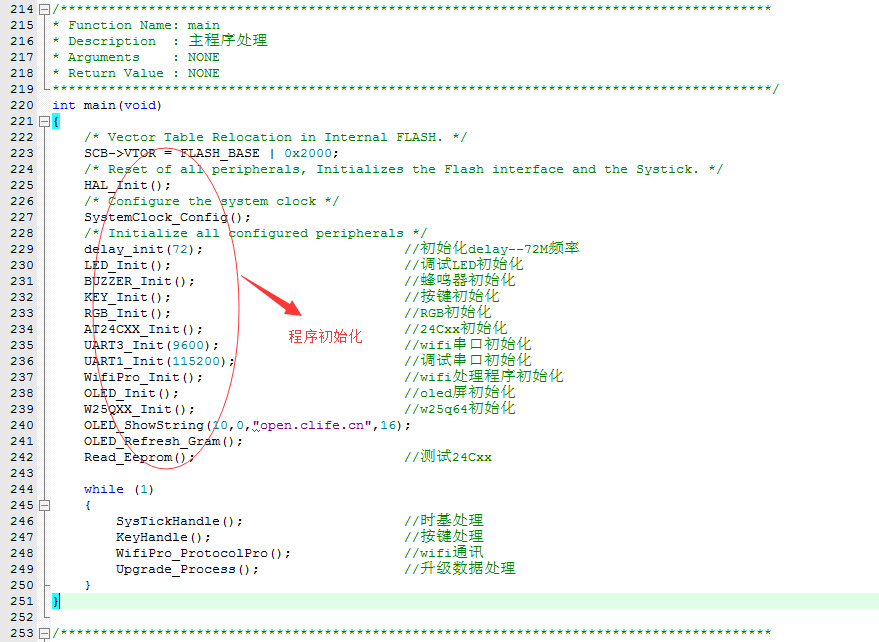 214 /******************************************************************************************
215 * Function Name: main
216 * Description  : 主程序处理
217 * Arguments    : NONE
218 * Return Value : NONE
219 ******************************************************************************************/
220 int main(void)
221 {
222     /* Vector Table Relocation in Internal FLASH. */
223     SCB->VTOR = FLASH_BASE | 0x2000;
224     /* Reset of all peripherals, Initializes the Flash interface and the Systick. */
225     HAL_Init();
226     /* Configure the system clock */
227     SystemClock_Config();
228     /* Initialize all configured peripherals */
229     delay_init(72);                         //初始化delay--72M频率
230     LED_Init();                             //调试LED初始化
231     BUZZER_Init();                          //蜂鸣器初始化
232     KEY_Init();                             //按键初始化
233     RGB_Init();                             //RGB初始化
234     AT24CXX_Init();                         //24Cxx初始化
程序初始化
235     UART3_Init(9600);                       //wifi串口初始化
236     UART1_Init(115200);                     //调试串口初始化
237     WifiPro_Init();                         //wifi处理程序初始化
238     OLED_Init();                            //oled屏初始化
239     W25QXX_Init();                          //w25q64初始化
240     OLED_ShowString(10,0,"open.clife.cn",16);
241     OLED_Refresh_Gram();
242     Read_Eeprom();                          //测试24Cxx
243
244     while (1)
245     {
246         SysTickHandle();                    //时基处理
247         KeyHandle();                        //按键处理
248         WifiPro_ProtocolPro();              //wifi通讯
249         Upgrade_Process();                  //升级数据处理
250     }
251 }
252
253 /******************************************************************************************